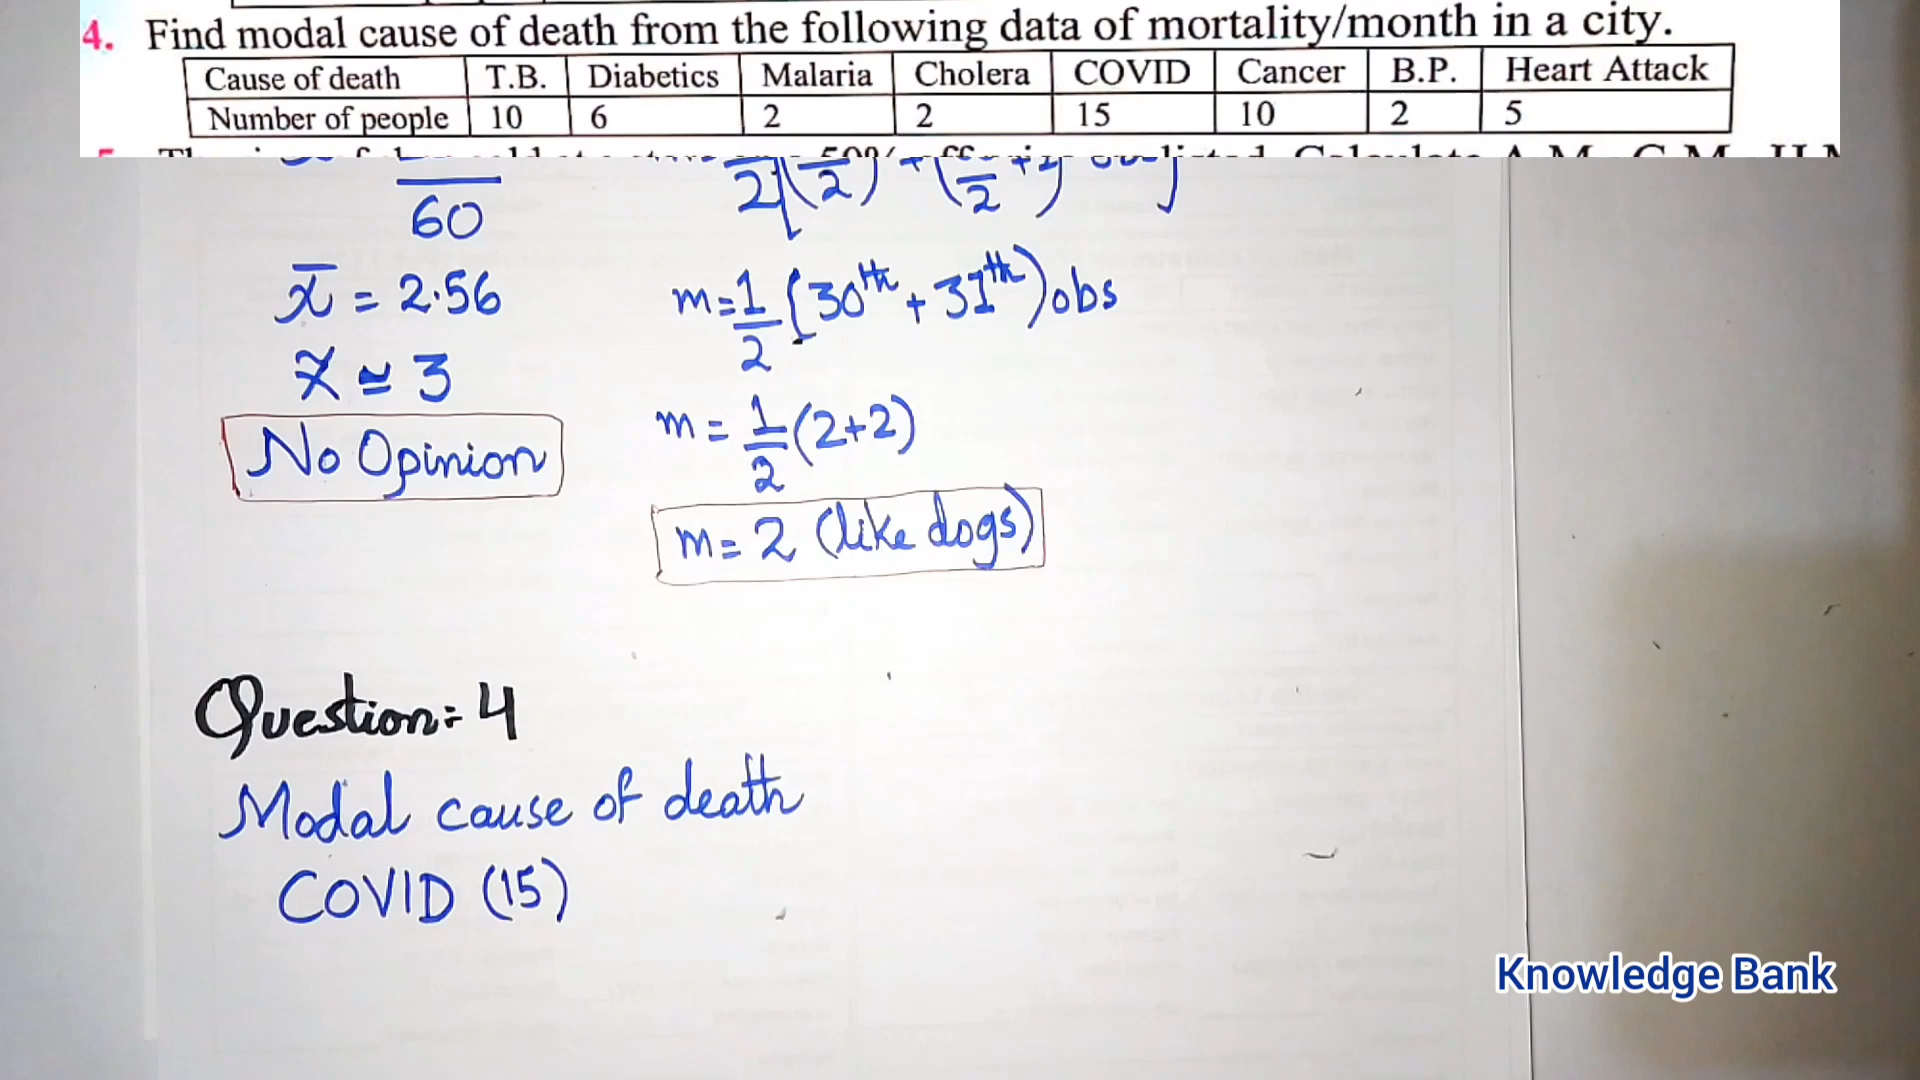 4. Find modal cause of death from the following data of mortality/month in a city.
Cause of death T.B. Diabetics Malaria Cholera COVID Cancer B.P. Heart Attack
Number of people 10 6 2 2 15 10 2 5
60
x̄ = 2.56
m = 1/2 (30th + 31th) obs
x̄ ≃ 3
m = 1/2 (2+2)
No Opinion
m = 2 (like dogs)
Question:- 4
Modal cause of death
COVID (15)
Knowledge Bank